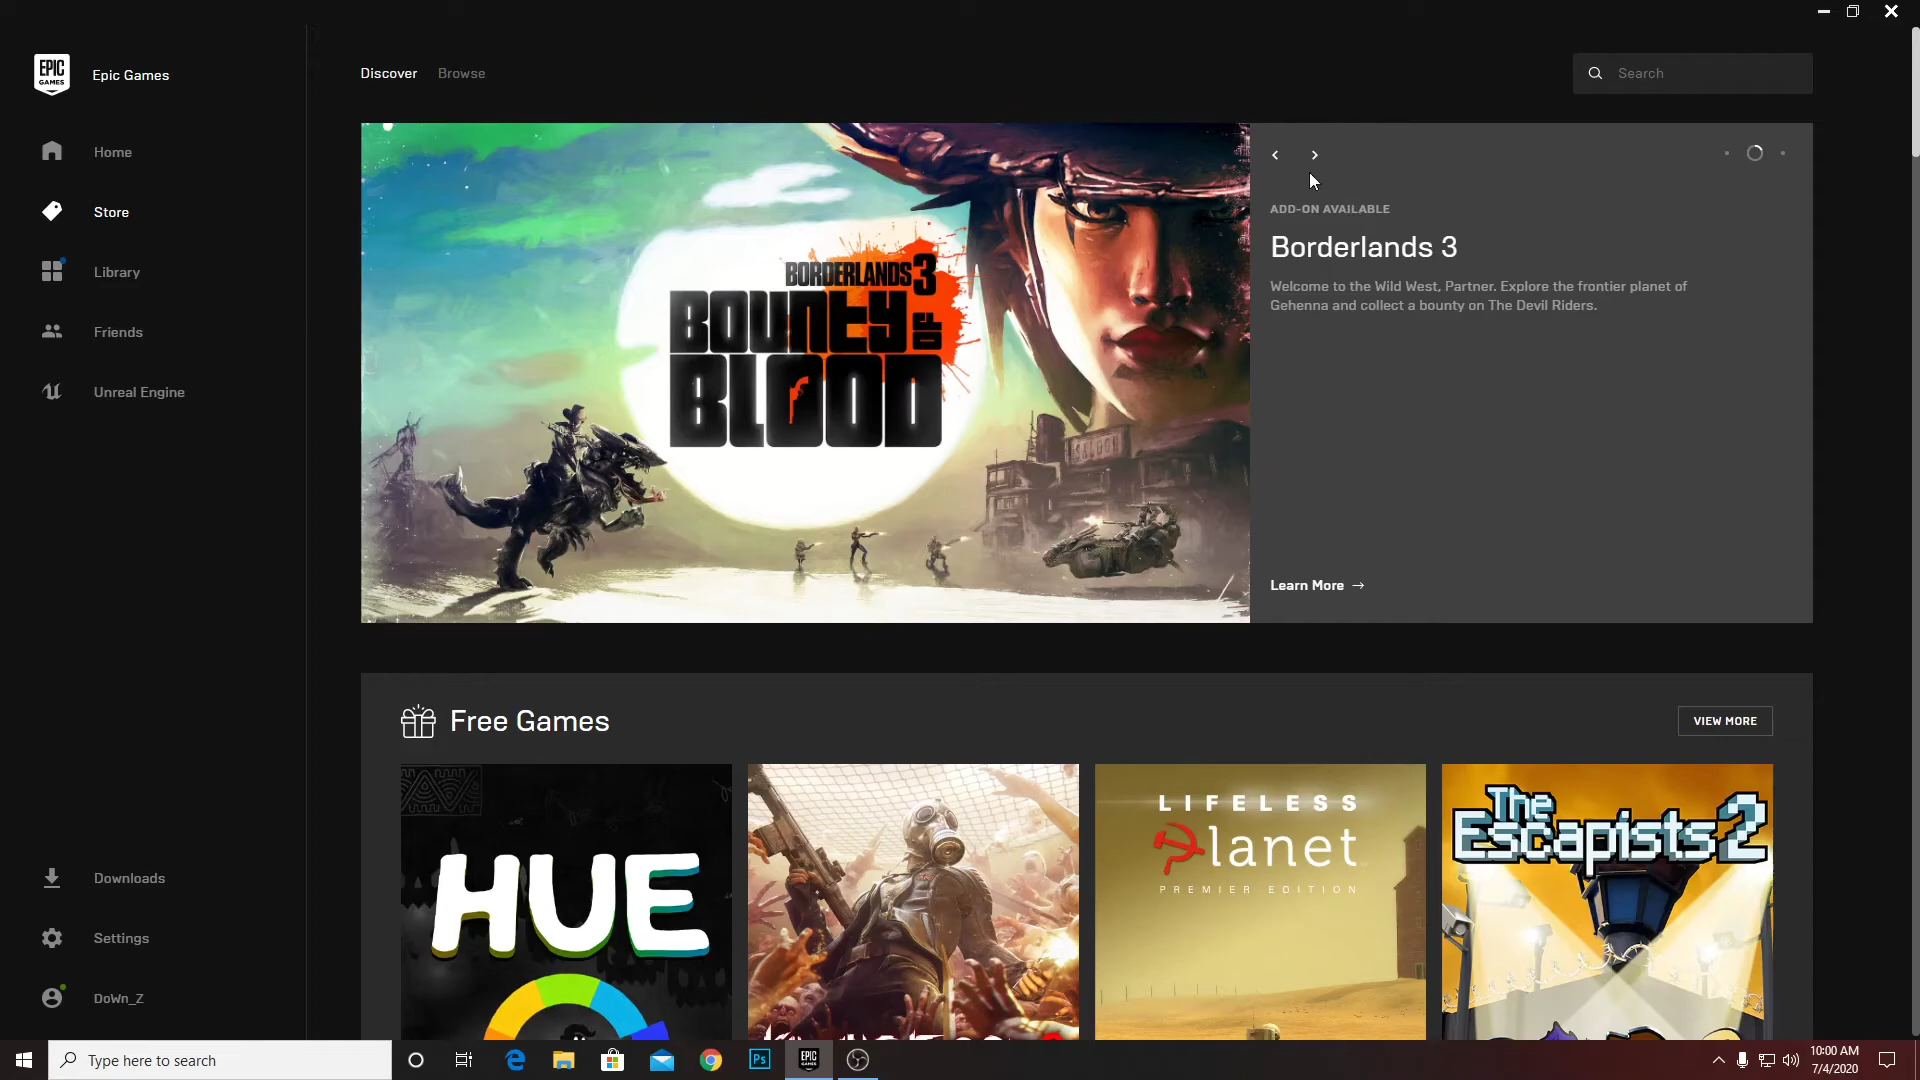 EPIC
GAMES
Epic Games
Home
Store
Library
Friends
Unreal Engine
Downloads
Settings
DoWn_Z
Discover
Browse
Search
BORDERLANDS 3
BOUNTY
OF
BLOOD
ADD-ON AVAILABLE
Borderlands 3
Welcome to the Wild West, Partner. Explore the frontier planet of
Gehenna and collect a bounty on The Devil Riders.
Learn More
Free Games
VIEW MORE
HUE
LIFELESS
Planet
PREMIER EDITION
The
Escapists 2
Type here to search
Ps
EPIC
GAMES
10:00 AM
7/4/2020